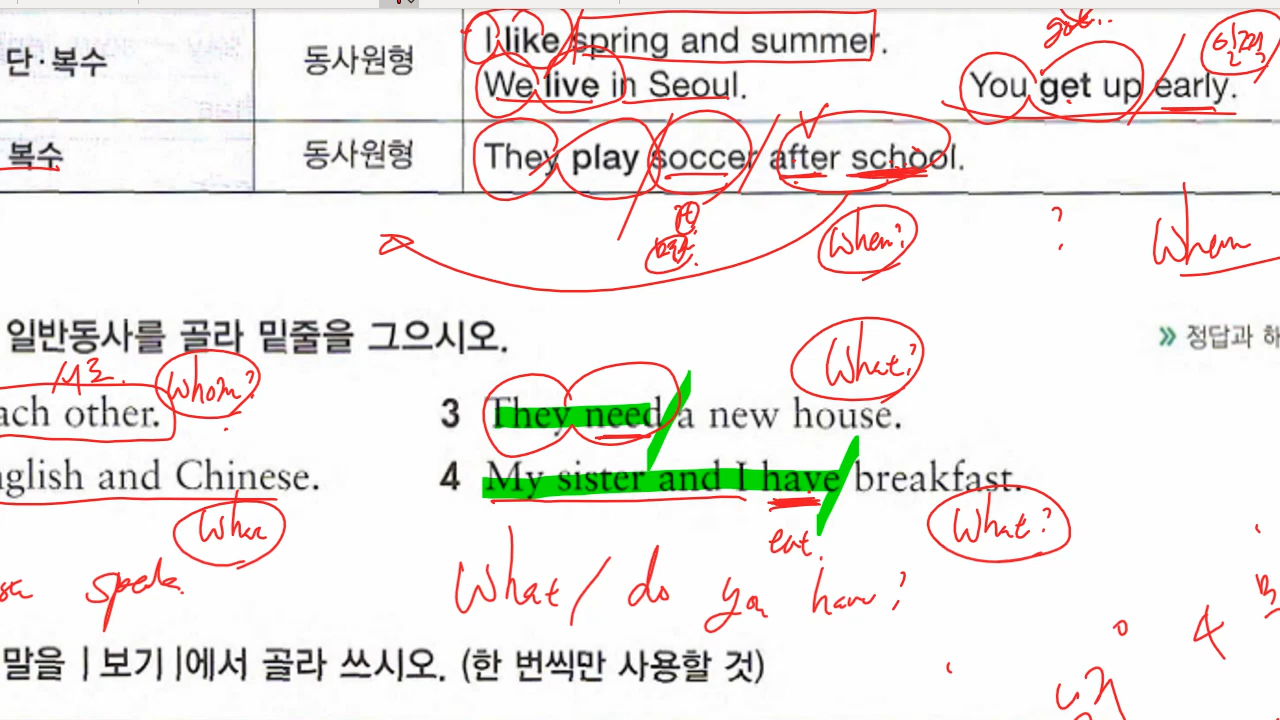 단·복수 동사원형 I like spring and summer.
We live in Seoul. You get up early.
복수 동사원형 They play soccer after school.
it
When? ? When
일반동사를 골라 밑줄을 그으시오.
정답과 해
서로. Whom? What?
ach other. 3 They need a new house.
nglish and Chinese. 4 My sister and I have breakfast.
What What?
eat.
speak. What / do you have?
말을 | 보기 |에서 골라 쓰시오. (한 번씩만 사용할 것)